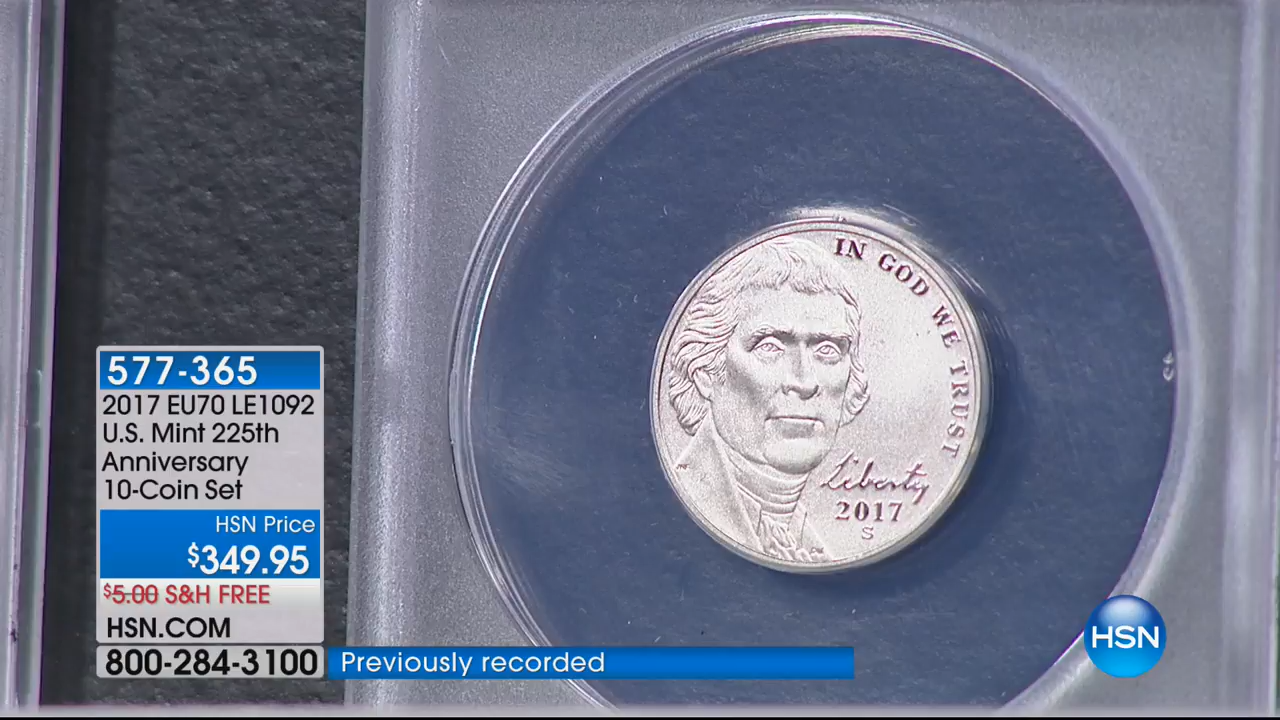 IN GOD WE TRUST
Liberty
2017
S
577-365
2017 EU70 LE1092
U.S. Mint 225th
Anniversary
10-Coin Set
HSN Price
$349.95
$5.00 S&H FREE
HSN.COM
800-284-3100
Previously recorded
HSN